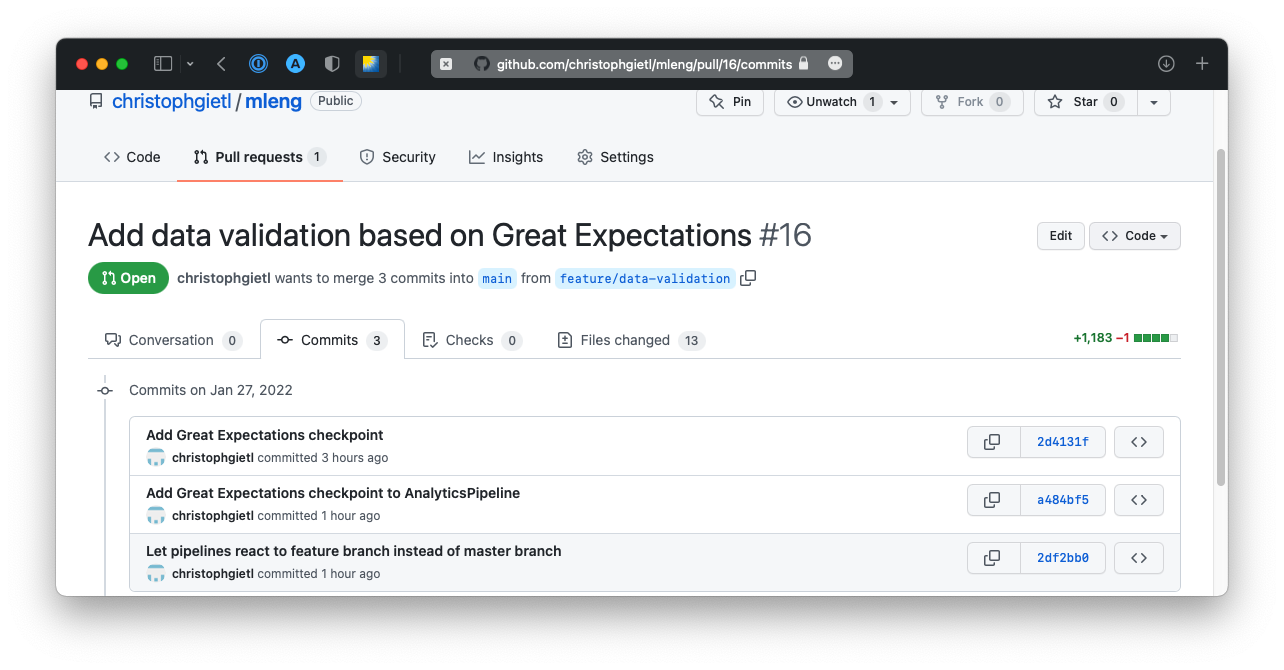 github.com/christophgietl/mleng/pull/16/commits
christophgietl / mleng Public Pin Unwatch 1 Fork 0 Star 0
Code Pull requests 1 Security Insights Settings
Add data validation based on Great Expectations #16 Edit Code
Open christophgietl wants to merge 3 commits into main from feature/data-validation
Conversation 0 Commits 3 Checks 0 Files changed 13 +1,183 −1
Commits on Jan 27, 2022
Add Great Expectations checkpoint
christophgietl committed 3 hours ago
2d4131f
Add Great Expectations checkpoint to AnalyticsPipeline
christophgietl committed 1 hour ago
a484bf5
Let pipelines react to feature branch instead of master branch
christophgietl committed 1 hour ago
2df2bb0